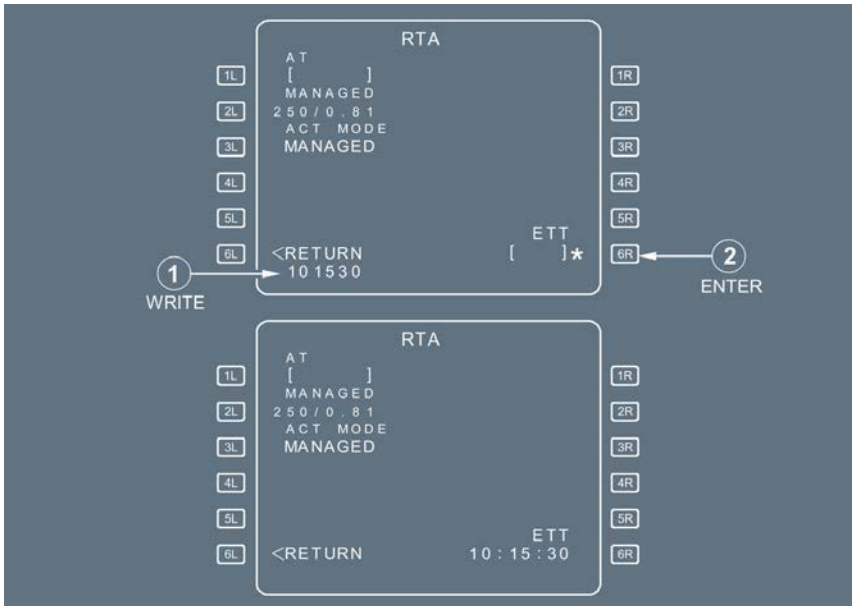 RTA
AT
1L [ ] 1R
MANAGED
2L 250/0.81 2R
ACT MODE
3L MANAGED 3R
4L 4R
5L 5R
ETT
6L <RETURN [ ]* 6R 2
1 101530 ENTER
WRITE
RTA
AT
1L [ ] 1R
MANAGED
2L 250/0.81 2R
ACT MODE
3L MANAGED 3R
4L 4R
5L 5R
ETT
6L <RETURN 10:15:30 6R